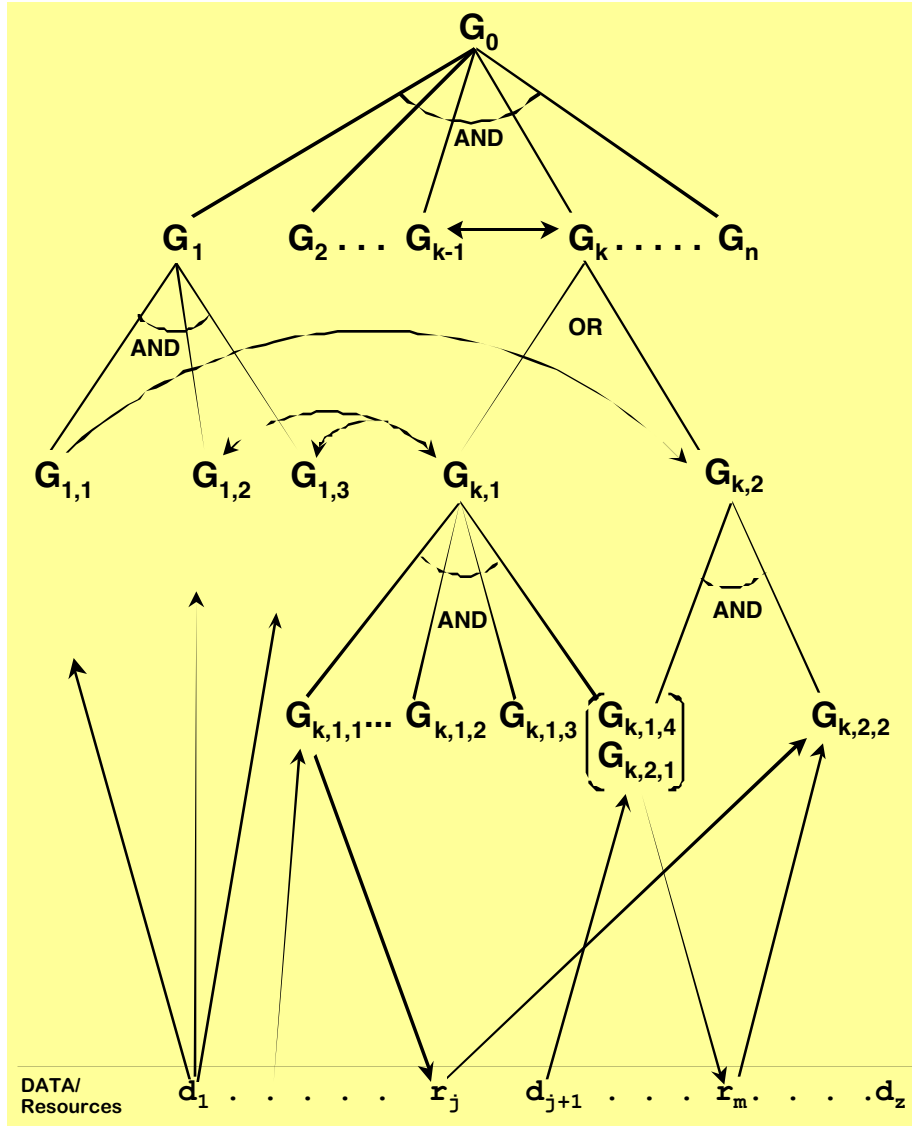 G₀
AND
G₁ G₂ . . . Gₖ₋₁ Gₖ . . . . . Gₙ
AND OR
G₁,₁ G₁,₂ G₁,₃ Gₖ,₁ Gₖ,₂
AND AND
Gₖ,₁,₁... Gₖ,₁,₂ Gₖ,₁,₃ Gₖ,₁,₄ Gₖ,₂,₂
Gₖ,₂,₁
DATA/
Resources d₁ . . . . . rⱼ dⱼ₊₁ . . . rₘ . . . . d_z